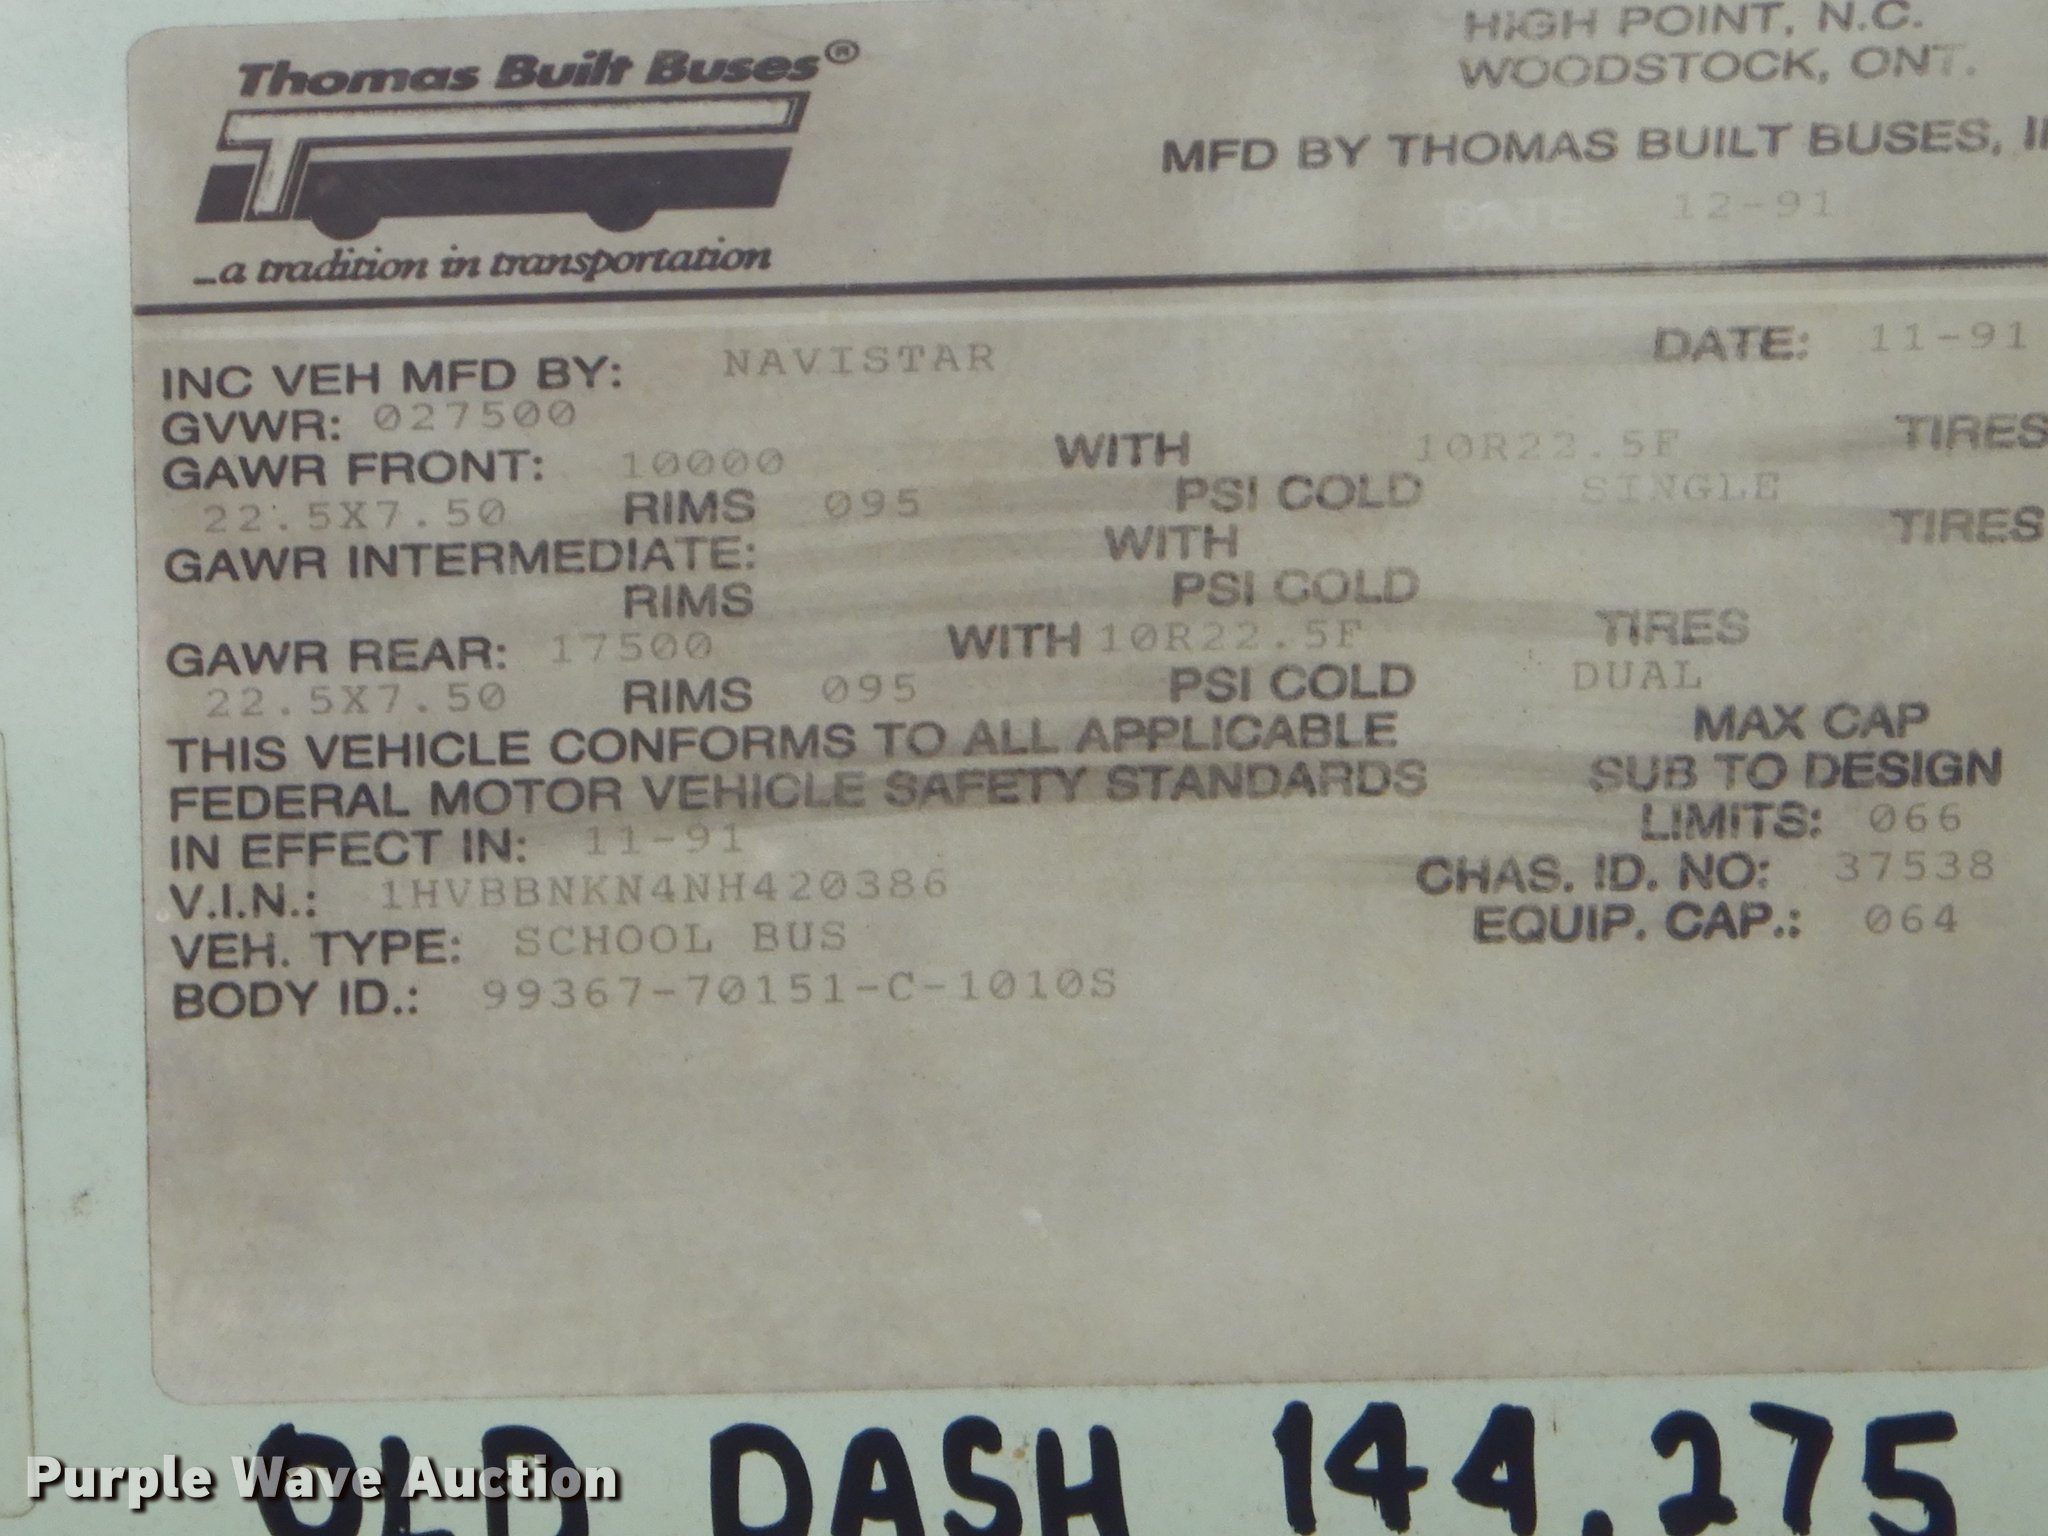 Thomas Built Buses®
...a tradition in transportation
HIGH POINT, N.C.
WOODSTOCK, ONT.
MFD BY THOMAS BUILT BUSES,
DATE: 12-91
INC VEH MFD BY: NAVISTAR DATE: 11-91
GVWR: 027500
GAWR FRONT: 10000 WITH 10R22.5F TIRES
22.5X7.50 RIMS 095 PSI COLD SINGLE
GAWR INTERMEDIATE: WITH TIRES
RIMS PSI COLD
GAWR REAR: 17500 WITH 10R22.5F TIRES
22.5X7.50 RIMS 095 PSI COLD DUAL
THIS VEHICLE CONFORMS TO ALL APPLICABLE MAX CAP
FEDERAL MOTOR VEHICLE SAFETY STANDARDS SUB TO DESIGN
IN EFFECT IN: 11-91 LIMITS: 066
V.I.N.: 1HVBBNKN4NH420386 CHAS. ID. NO: 37538
VEH. TYPE: SCHOOL BUS EQUIP. CAP.: 064
BODY ID.: 99367-70151-C-1010S
OLD DASH 144,275
Purple Wave Auction